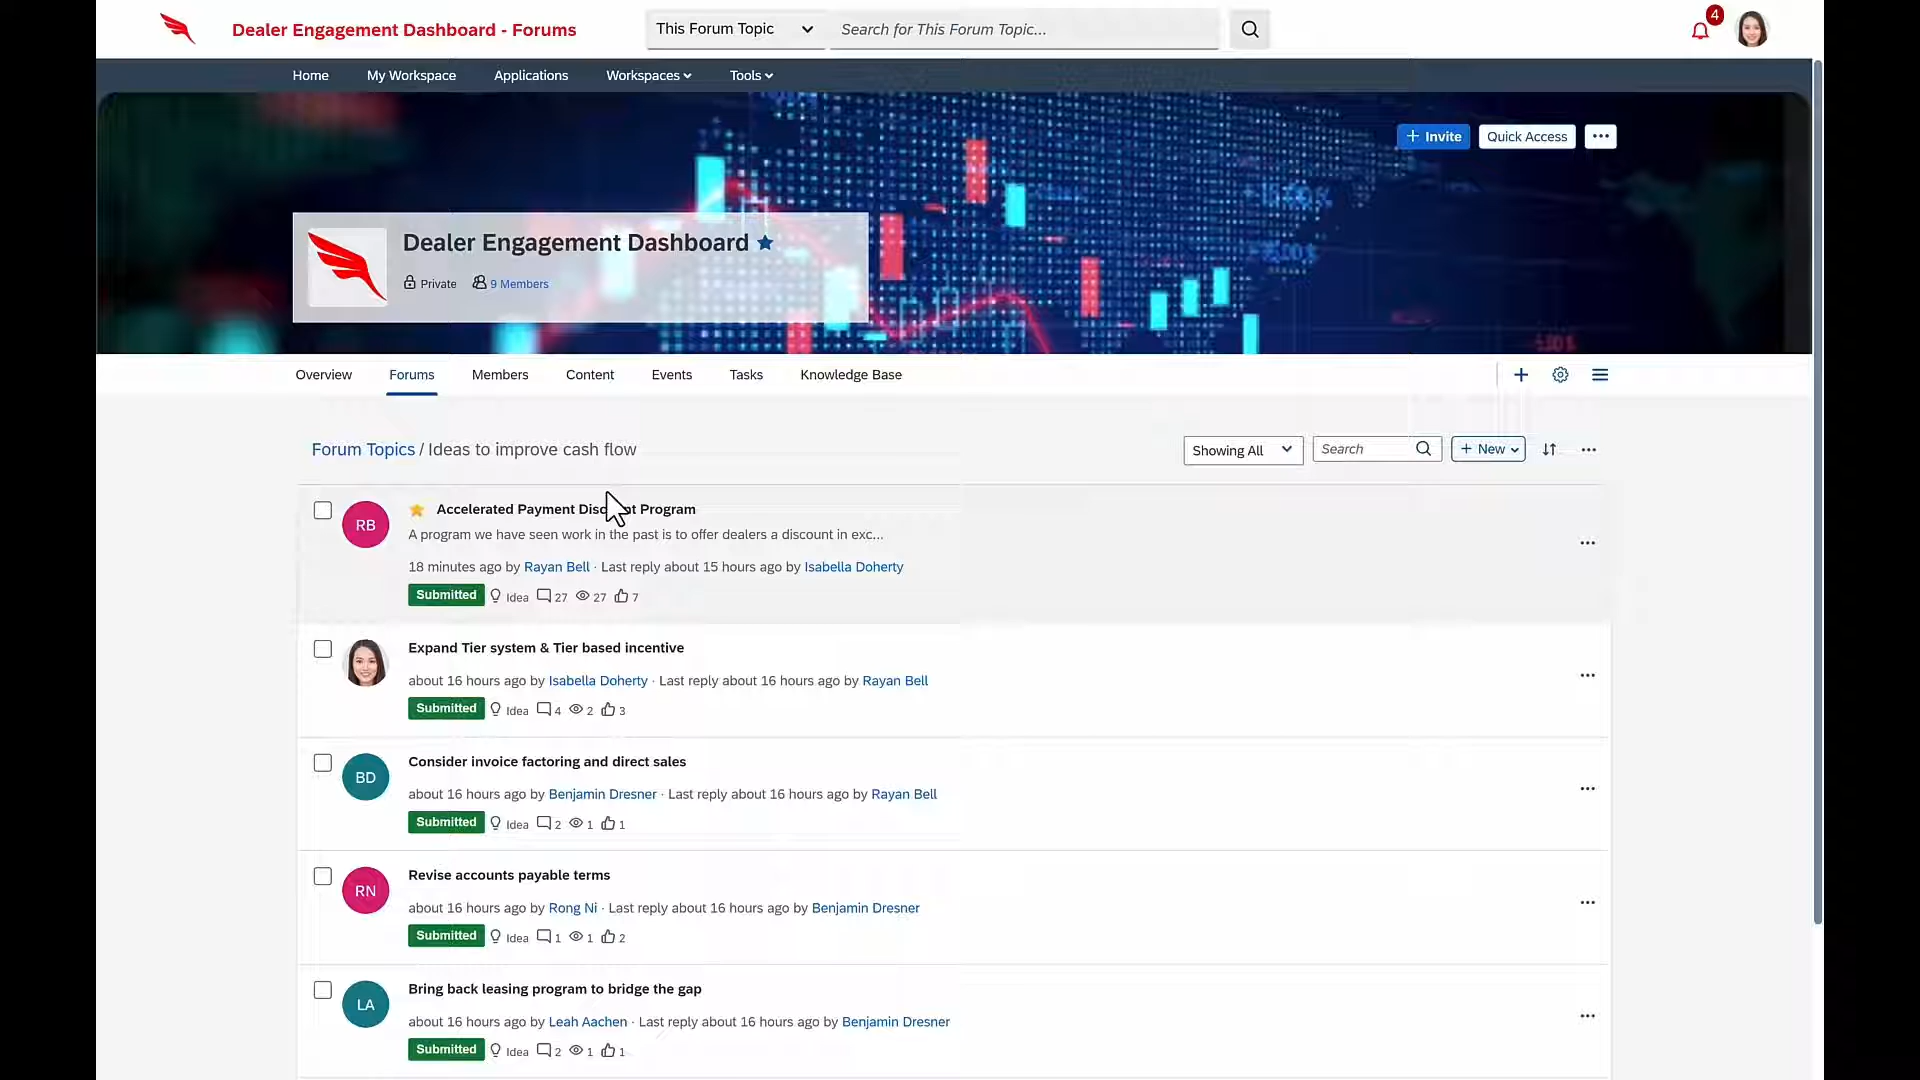 Dealer Engagement Dashboard - Forums
This Forum Topic
Search for This Forum Topic...
4
Home
My Workspace
Applications
Workspaces
Tools
+ Invite
Quick Access
Dealer Engagement Dashboard
Private
9 Members
Overview
Forums
Members
Content
Events
Tasks
Knowledge Base
Forum Topics / Ideas to improve cash flow
Showing All
Search
+ New
RB
Accelerated Payment Discount Program
A program we have seen work in the past is to offer dealers a discount in exc...
18 minutes ago by Rayan Bell · Last reply about 15 hours ago by Isabella Doherty
Submitted Idea 27 27 7
Expand Tier system & Tier based incentive
about 16 hours ago by Isabella Doherty · Last reply about 16 hours ago by Rayan Bell
Submitted Idea 4 2 3
BD
Consider invoice factoring and direct sales
about 16 hours ago by Benjamin Dresner · Last reply about 16 hours ago by Rayan Bell
Submitted Idea 2 1 1
RN
Revise accounts payable terms
about 16 hours ago by Rong Ni · Last reply about 16 hours ago by Benjamin Dresner
Submitted Idea 1 1 2
LA
Bring back leasing program to bridge the gap
about 16 hours ago by Leah Aachen · Last reply about 16 hours ago by Benjamin Dresner
Submitted Idea 2 1 1